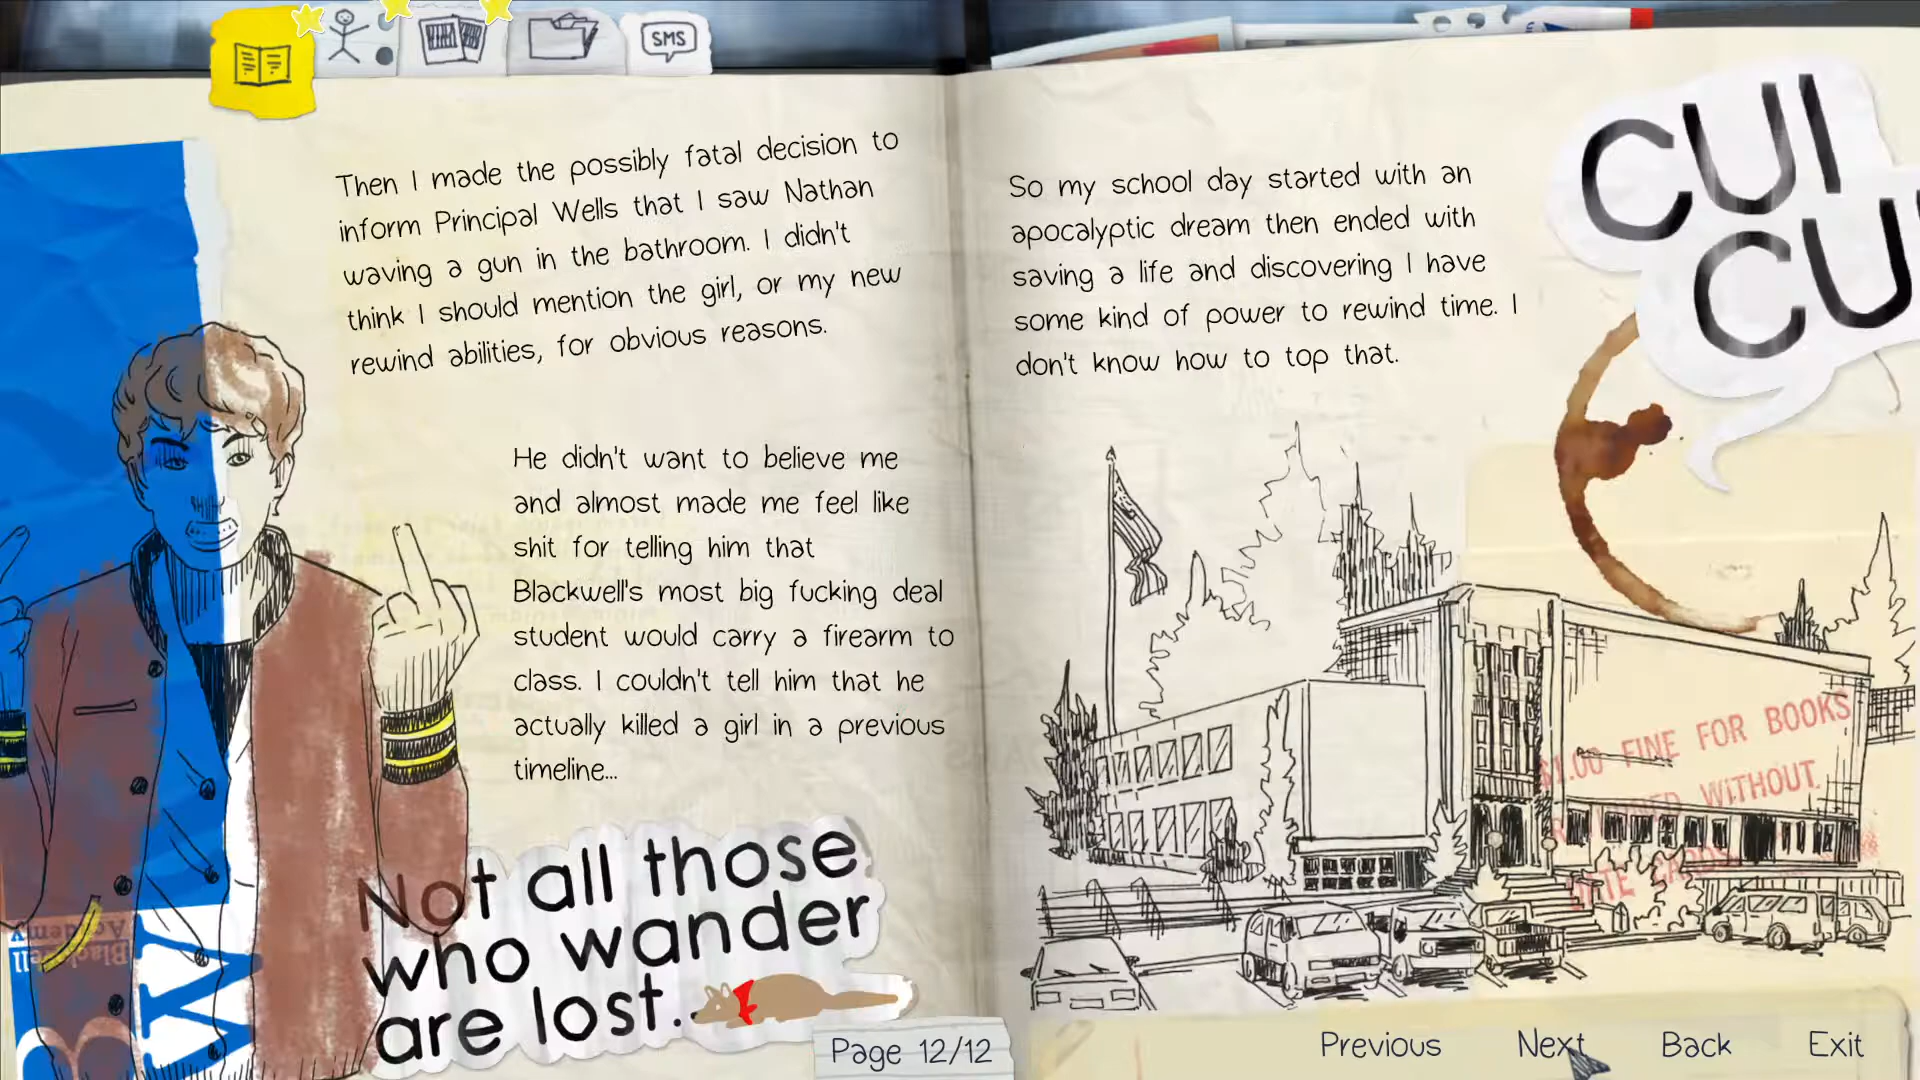 SMS
Then I made the possibly fatal decision to
inform Principal Wells that I saw Nathan
waving a gun in the bathroom. I didn't
think I should mention the girl, or my new
rewind abilities, for obvious reasons.
He didn't want to believe me
and almost made me feel like
shit for telling him that
Blackwell's most big fucking deal
student would carry a firearm to
class. I couldn't tell him that he
actually killed a girl in a previous
timeline...
Not all those
who wander
are lost.
Blackwell
Academy
W
Page 12/12
So my school day started with an
apocalyptic dream then ended with
saving a life and discovering I have
some kind of power to rewind time. I
don't know how to top that.
CUI
CU
$1.00 FINE FOR BOOKS
WITHOUT
Previous
Next
Back
Exit